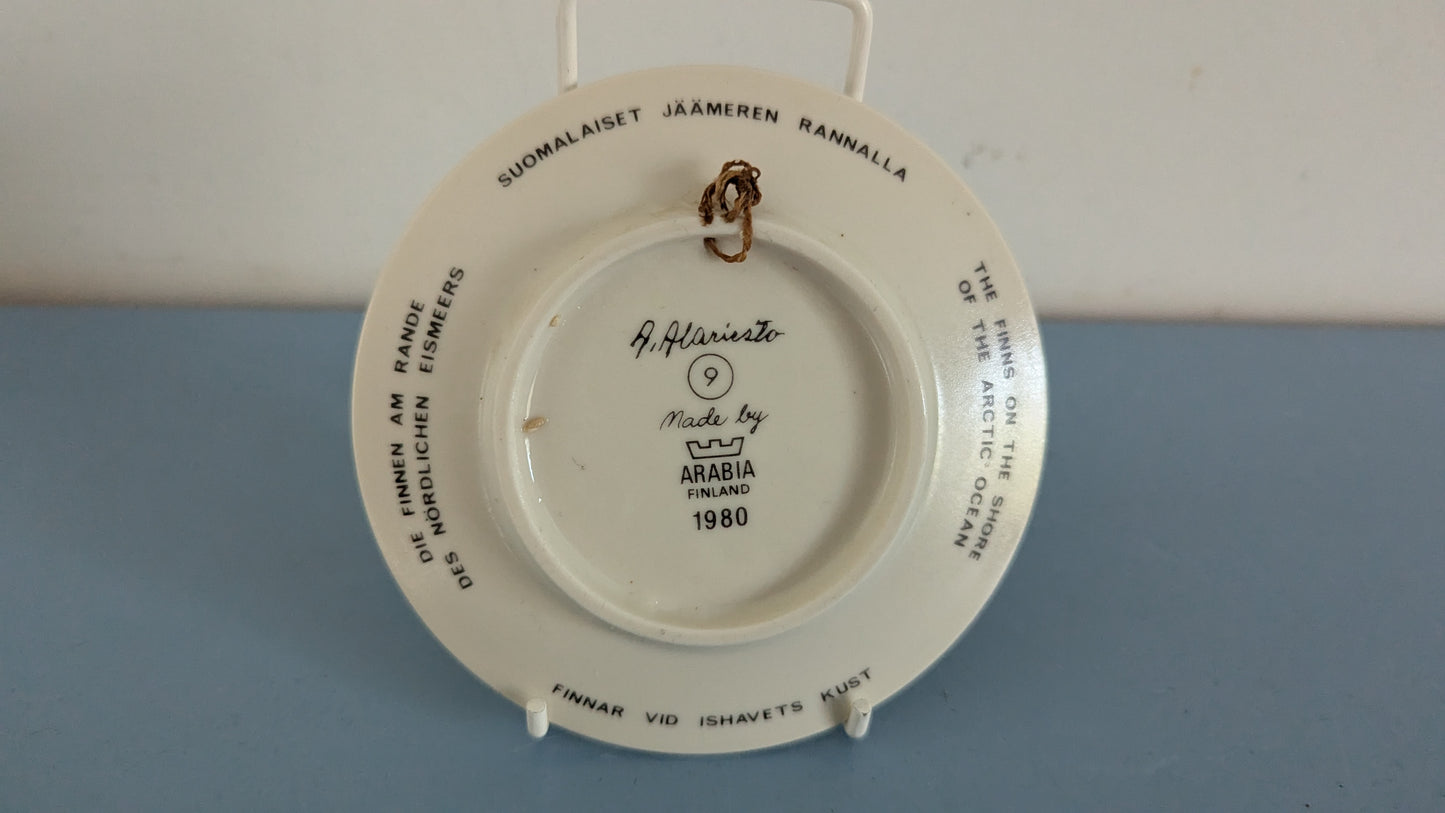 SUOMALAISET JÄÄMEREN RANNALLA
THE FINNS ON THE SHORE
OF THE ARCTIC OCEAN
FINNAR VID ISHAVETS KUST
DIE FINNEN AM RANDE
DES NÖRDLICHEN EISMEERS
A. Alariesto
9
Made by
ARABIA
FINLAND
1980